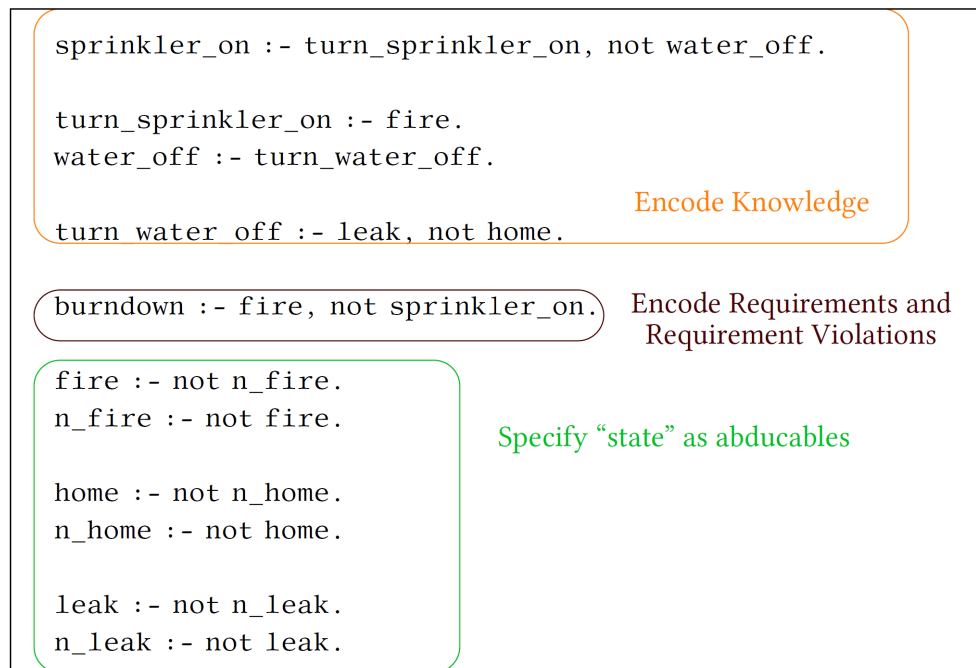 sprinkler_on :- turn_sprinkler_on, not water_off.
turn_sprinkler_on :- fire.
water_off :- turn_water_off.
Encode Knowledge
turn_water_off :- leak, not home.
burndown :- fire, not sprinkler_on.
Encode Requirements and
Requirement Violations
fire :- not n_fire.
n_fire :- not fire.
Specify “state” as abducables
home :- not n_home.
n_home :- not home.
leak :- not n_leak.
n_leak :- not leak.